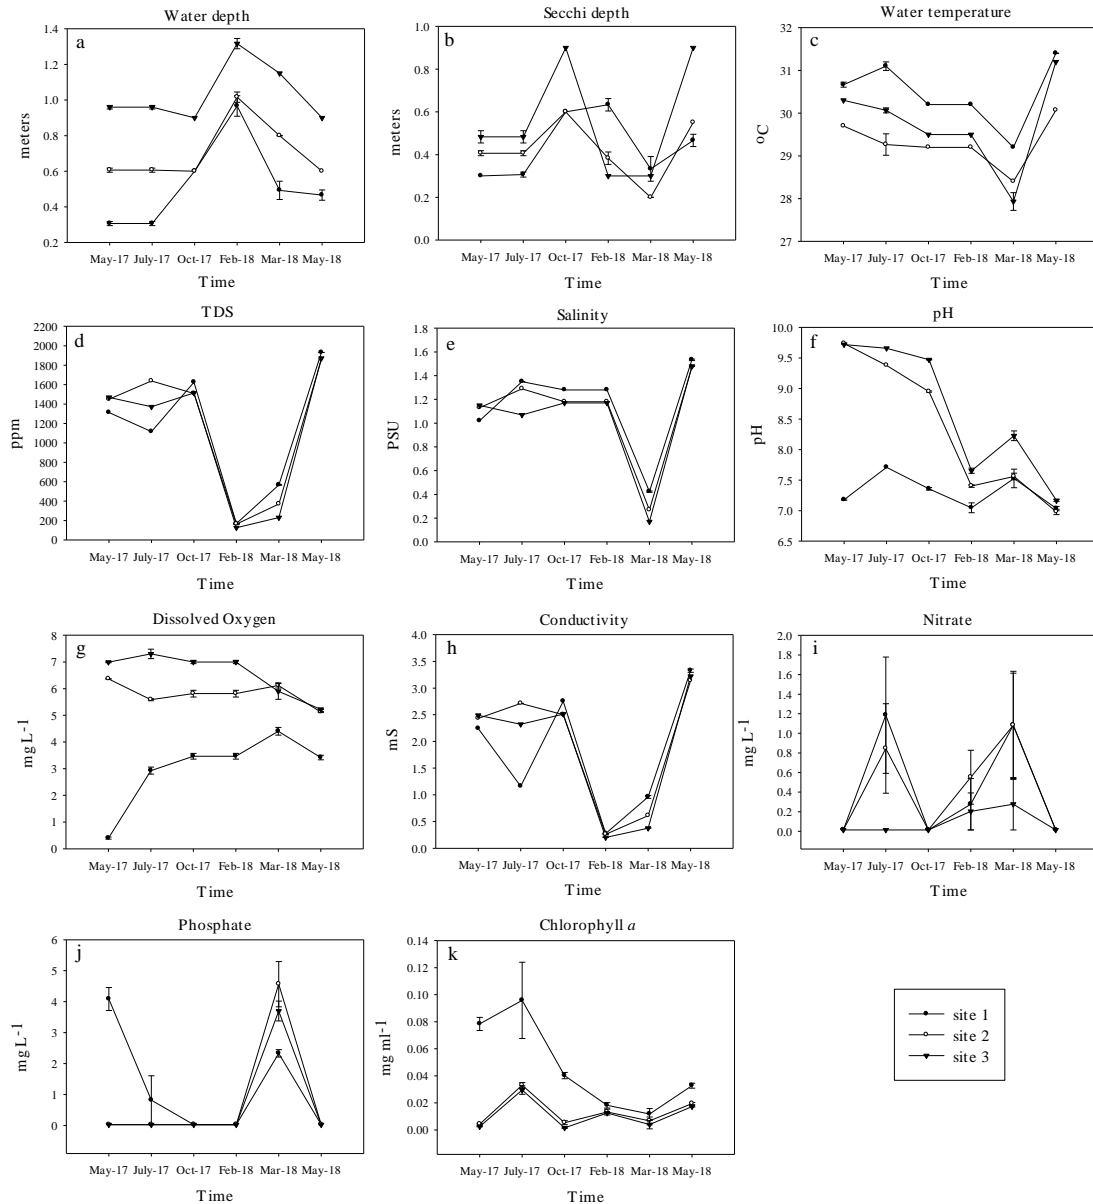 Water depth
a
1.4
1.2
1.0
0.8
0.6
0.4
0.2
meters
May-17 July-17 Oct-17 Feb-18 Mar-18 May-18
Time
Secchi depth
b
1.0
0.8
0.6
0.4
0.2
0.0
meters
May-17 July-17 Oct-17 Feb-18 Mar-18 May-18
Time
Water temperature
c
32
31
30
29
28
27
oC
May-17 July-17 Oct-17 Feb-18 Mar-18 May-18
Time
TDS
d
2200
2000
1800
1600
1400
1200
1000
800
600
400
200
0
ppm
May-17 July-17 Oct-17 Feb-18 Mar-18 May-18
Time
Salinity
e
1.8
1.6
1.4
1.2
1.0
0.8
0.6
0.4
0.2
0.0
PSU
May-17 July-17 Oct-17 Feb-18 Mar-18 May-18
Time
pH
f
10.0
9.5
9.0
8.5
8.0
7.5
7.0
6.5
pH
May-17 July-17 Oct-17 Feb-18 Mar-18 May-18
Time
Dissolved Oxygen
g
8
7
6
5
4
3
2
1
0
mg L-1
May-17 July-17 Oct-17 Feb-18 Mar-18 May-18
Time
Conductivity
h
4.0
3.5
3.0
2.5
2.0
1.5
1.0
0.5
0.0
mS
May-17 July-17 Oct-17 Feb-18 Mar-18 May-18
Time
Nitrate
i
2.0
1.8
1.6
1.4
1.2
1.0
0.8
0.6
0.4
0.2
0.0
mg L-1
May-17 July-17 Oct-17 Feb-18 Mar-18 May-18
Time
Phosphate
j
6
5
4
3
2
1
0
mg L-1
May-17 July-17 Oct-17 Feb-18 Mar-18 May-18
Time
Chlorophyll a
k
0.14
0.12
0.10
0.08
0.06
0.04
0.02
0.00
mg ml-1
May-17 July-17 Oct-17 Feb-18 Mar-18 May-18
Time
site 1
site 2
site 3